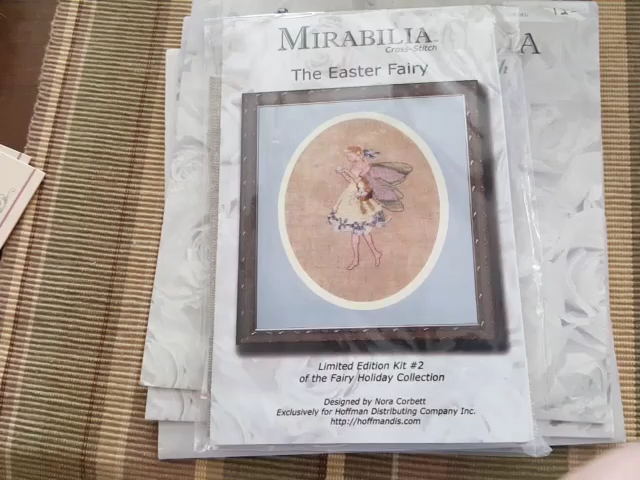 MIRABILIA
Cross-Stitch
The Easter Fairy
Limited Edition Kit #2
of the Fairy Holiday Collection
Designed by Nora Corbett
Exclusively for Hoffman Distributing Company Inc.
http://hoffmandis.com